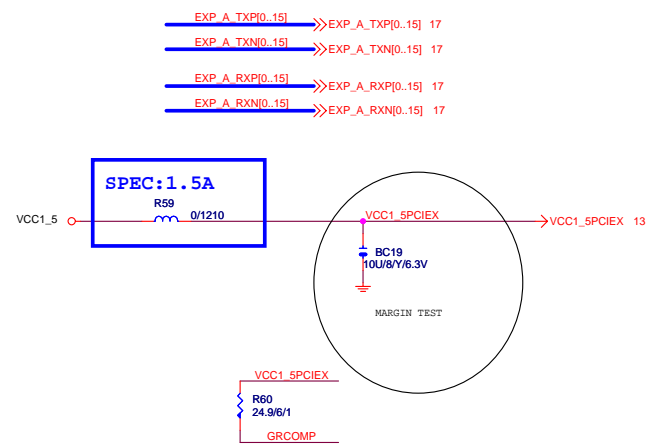 EXP_A_TXP[0..15] EXP_A_TXP[0..15] 17
EXP_A_TXN[0..15] EXP_A_TXN[0..15] 17
EXP_A_RXP[0..15] EXP_A_RXP[0..15] 17
EXP_A_RXN[0..15] EXP_A_RXN[0..15] 17
SPEC:1.5A
R59
VCC1_5 0/1210 VCC1_5PCIEX VCC1_5PCIEX 13
BC19
10U/8/Y/6.3V
MARGIN TEST
VCC1_5PCIEX
R60
24.9/6/1
GRCOMP